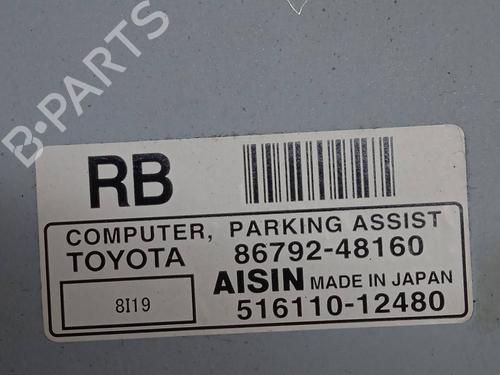 B-PARTS
RB
COMPUTER, PARKING ASSIST
TOYOTA 86792-48160
8I19
AISIN MADE IN JAPAN
516110-12480